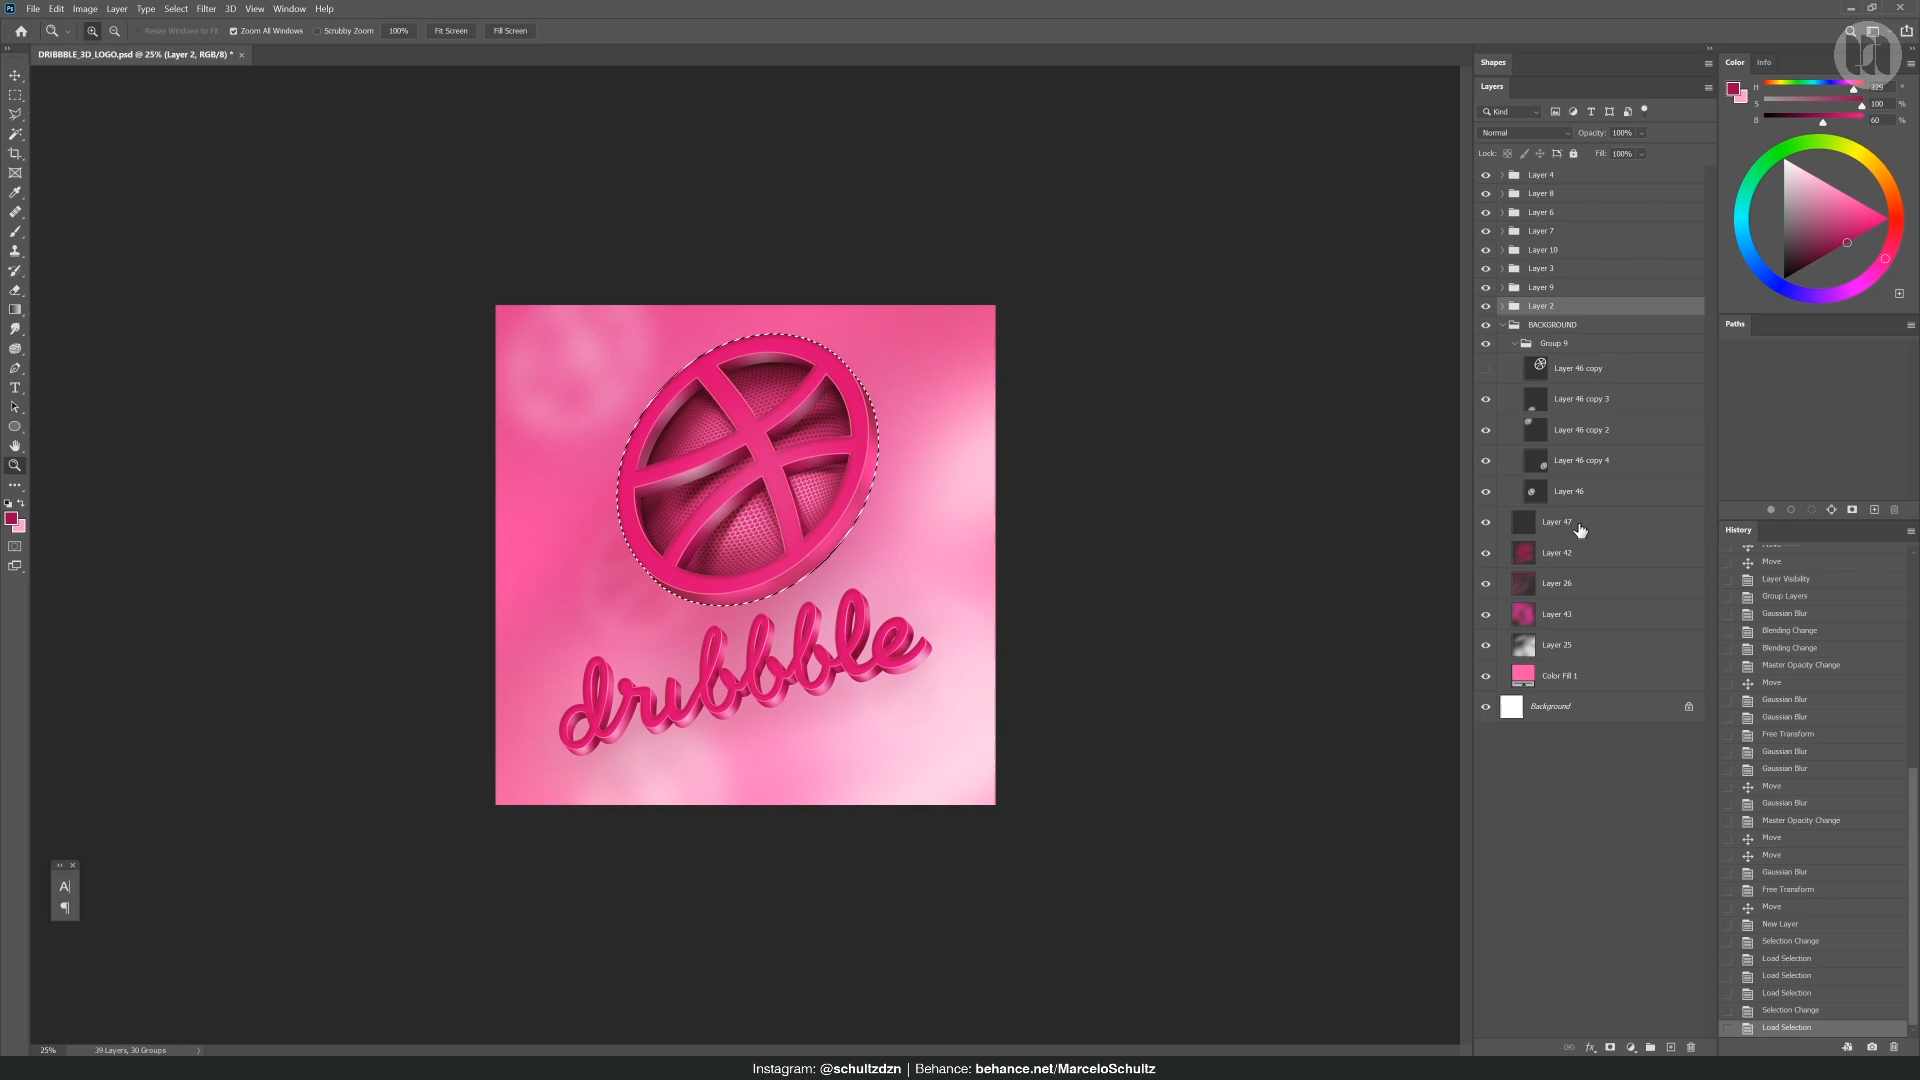 Ps File Edit Image Layer Type Select Filter 3D View Window Help
Resize Windows to Fit Zoom All Windows Scrubby Zoom 100% Fit Screen Fill Screen
DRIBBBLE_3D_LOGO.psd @ 25% (Layer 2, RGB/8) *
Shapes
Layers
Kind
Normal Opacity: 100%
Lock: Fill: 100%
Layer 4
Layer 8
Layer 6
Layer 7
Layer 10
Layer 3
Layer 9
Layer 2
BACKGROUND
Group 9
Layer 46 copy
Layer 46 copy 3
Layer 46 copy 2
Layer 46 copy 4
Layer 46
Layer 47
Layer 42
Layer 26
Layer 43
Layer 25
Color Fill 1
Background
Color Info
H 329 °
S 100 %
B 60 %
Paths
History
Move
Layer Visibility
Group Layers
Gaussian Blur
Blending Change
Blending Change
Master Opacity Change
Move
Gaussian Blur
Gaussian Blur
Free Transform
Gaussian Blur
Gaussian Blur
Move
Gaussian Blur
Master Opacity Change
Move
Move
Gaussian Blur
Free Transform
Move
New Layer
Selection Change
Load Selection
Load Selection
Load Selection
Selection Change
Load Selection
dribbble
A|
¶
25% 39 Layers, 30 Groups
fx
Instagram: @schultzdzn | Behance: behance.net/MarceloSchultz